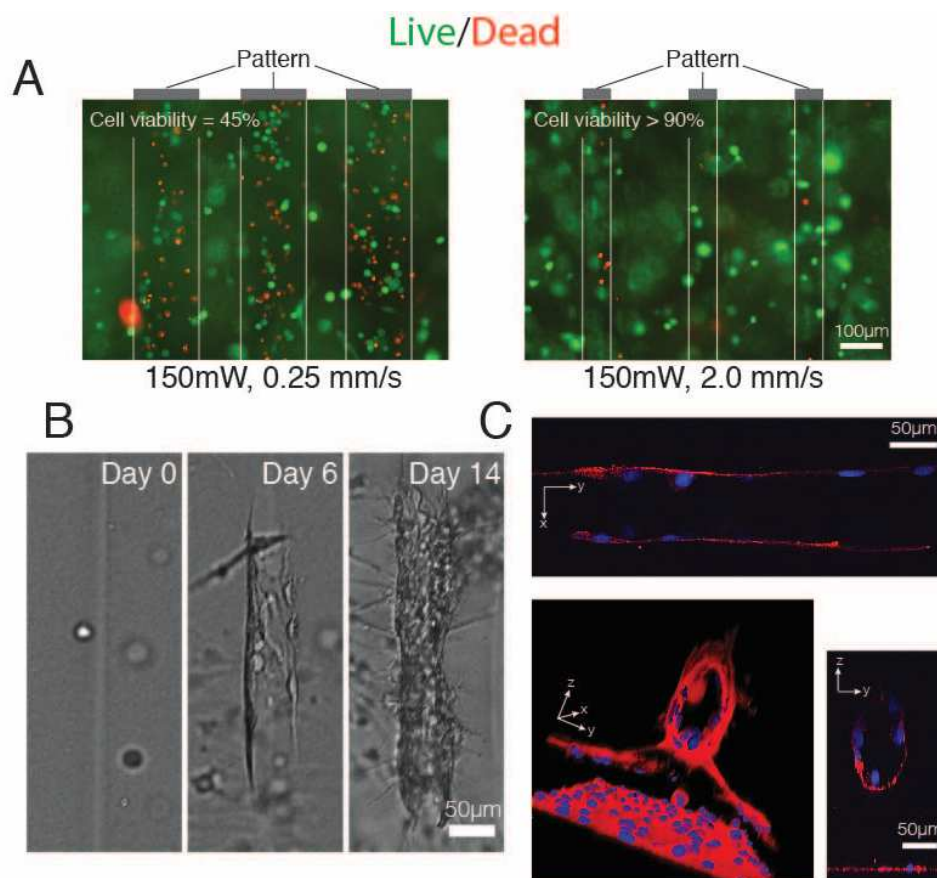 Live/Dead
A
Pattern
Pattern
Cell viability = 45%
Cell viability > 90%
100µm
150mW, 0.25 mm/s
150mW, 2.0 mm/s
B
Day 0
Day 6
Day 14
50µm
C
50µm
y
x
z
x
y
z
y
50µm